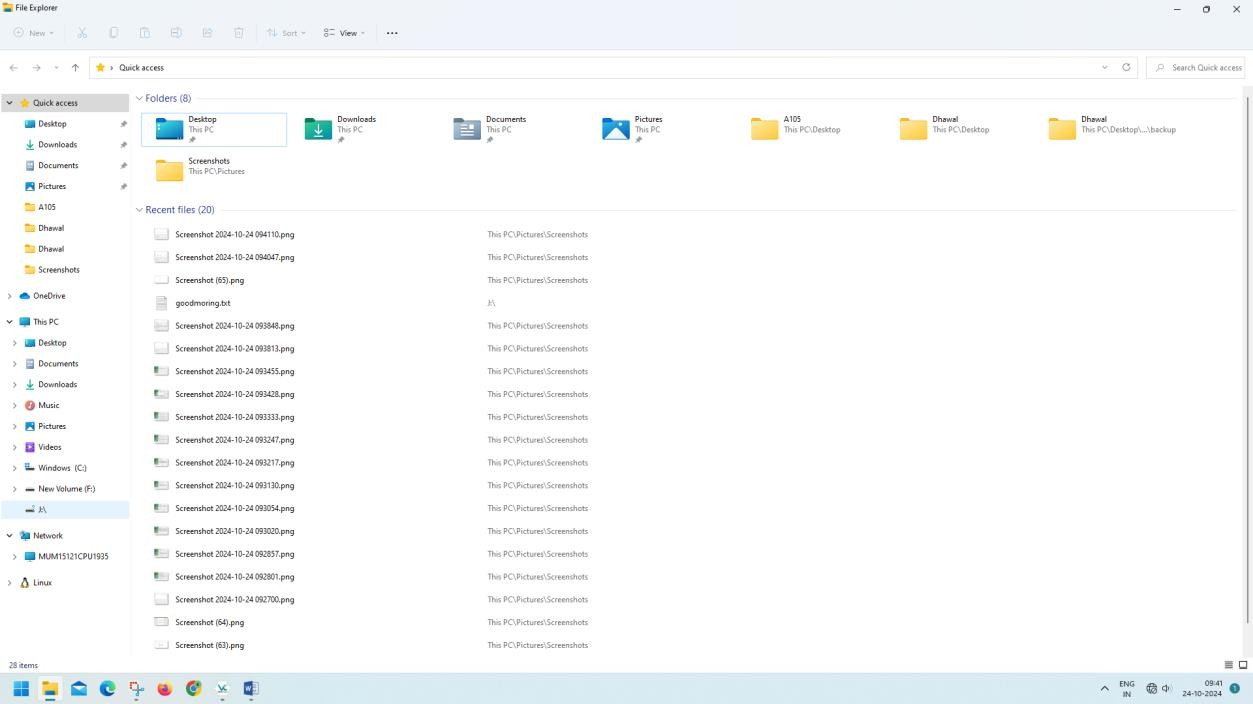 File Explorer
New
Sort
View
Quick access
Search Quick access
Quick access
Desktop
Downloads
Documents
Pictures
A105
Dhawal
Dhawal
Screenshots
OneDrive
This PC
Desktop
Documents
Downloads
Music
Pictures
Videos
Windows (C:)
New Volume (F:)
J:\
Network
MUM15121CPU1935
Linux
Folders (8)
Desktop
This PC
Downloads
This PC
Documents
This PC
Pictures
This PC
A105
This PC\Desktop
Dhawal
This PC\Desktop
Dhawal
This PC\Desktop\...\backup
Screenshots
This PC\Pictures
Recent files (20)
Screenshot 2024-10-24 094110.png This PC\Pictures\Screenshots
Screenshot 2024-10-24 094047.png This PC\Pictures\Screenshots
Screenshot (65).png This PC\Pictures\Screenshots
goodmoring.txt J:\
Screenshot 2024-10-24 093848.png This PC\Pictures\Screenshots
Screenshot 2024-10-24 093813.png This PC\Pictures\Screenshots
Screenshot 2024-10-24 093455.png This PC\Pictures\Screenshots
Screenshot 2024-10-24 093428.png This PC\Pictures\Screenshots
Screenshot 2024-10-24 093333.png This PC\Pictures\Screenshots
Screenshot 2024-10-24 093247.png This PC\Pictures\Screenshots
Screenshot 2024-10-24 093217.png This PC\Pictures\Screenshots
Screenshot 2024-10-24 093130.png This PC\Pictures\Screenshots
Screenshot 2024-10-24 093054.png This PC\Pictures\Screenshots
Screenshot 2024-10-24 093020.png This PC\Pictures\Screenshots
Screenshot 2024-10-24 092857.png This PC\Pictures\Screenshots
Screenshot 2024-10-24 092801.png This PC\Pictures\Screenshots
Screenshot 2024-10-24 092700.png This PC\Pictures\Screenshots
Screenshot (64).png This PC\Pictures\Screenshots
Screenshot (63).png This PC\Pictures\Screenshots
28 items
ENG
IN
09:41
24-10-2024
1